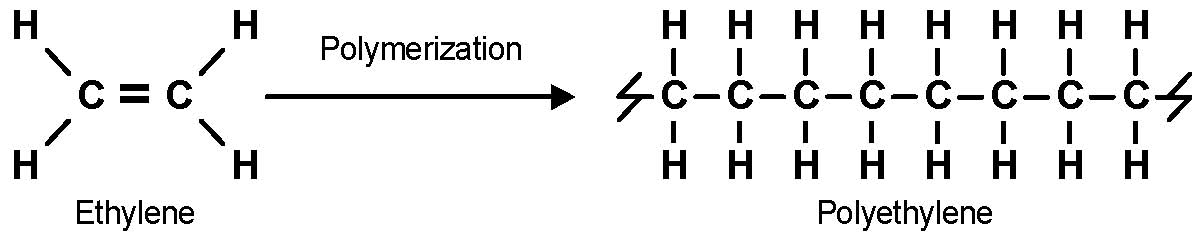 H H Polymerization H H H H H H H H
C = C C C C C C C C C
H H H H H H H H H H
Ethylene Polyethylene